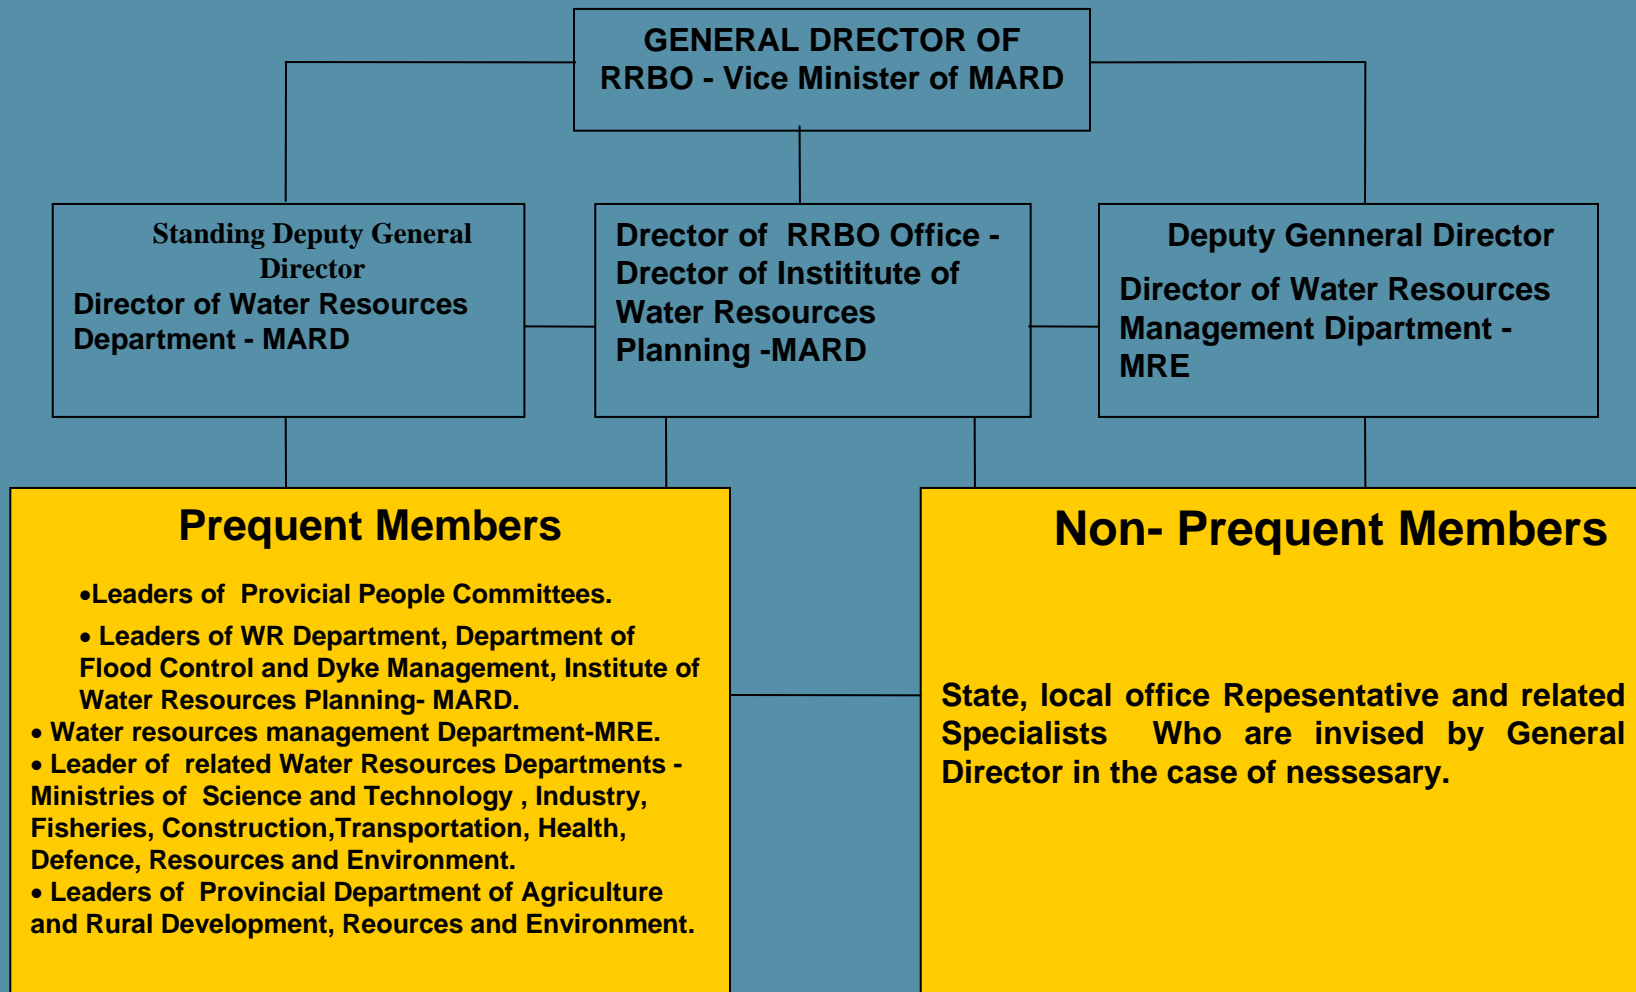 GENERAL DRECTOR OF
RRBO - Vice Minister of MARD
Standing Deputy General
Director
Director of Water Resources
Department - MARD
Drector of RRBO Office -
Drector of Instititute of
Water Resources
Planning -MARD
Deputy Genneral Director
Director of Water Resources
Management Dipartment -
MRE
Prequent Members
•Leaders of Provicial People Committees.
• Leaders of WR Department, Department of
Flood Control and Dyke Management, Institute of
Water Resources Planning- MARD.
• Water resources management Department-MRE.
• Leader of related Water Resources Departments -
Ministries of Science and Technology , Industry,
Fisheries, Construction,Transportation, Health,
Defence, Resources and Environment.
• Leaders of Provincial Department of Agriculture
and Rural Development, Reources and Environment.
Non- Prequent Members
State, local office Repesentative and related
Specialists Who are invised by General
Director in the case of nessesary.